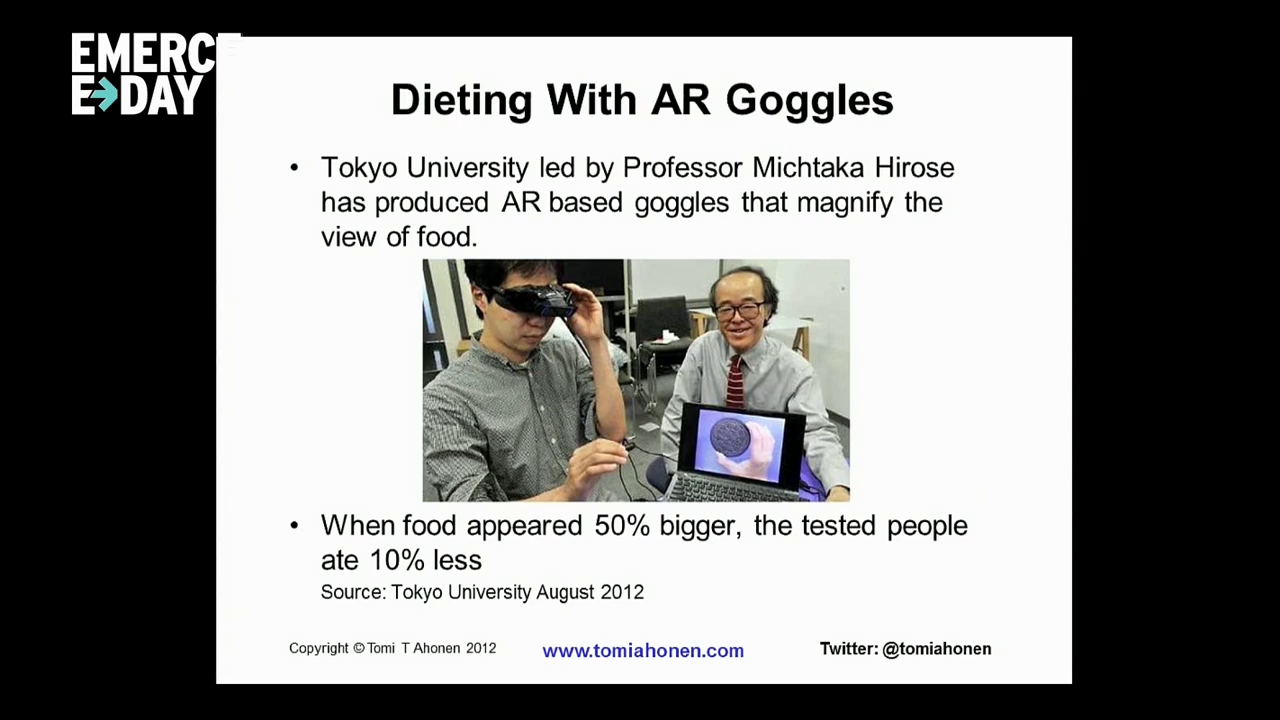 EMERCE
E→DAY
Dieting With AR Goggles
• Tokyo University led by Professor Michtaka Hirose
has produced AR based goggles that magnify the
view of food.
• When food appeared 50% bigger, the tested people
ate 10% less
Source: Tokyo University August 2012
Copyright © Tomi T Ahonen 2012
www.tomiahonen.com
Twitter: @tomiahonen